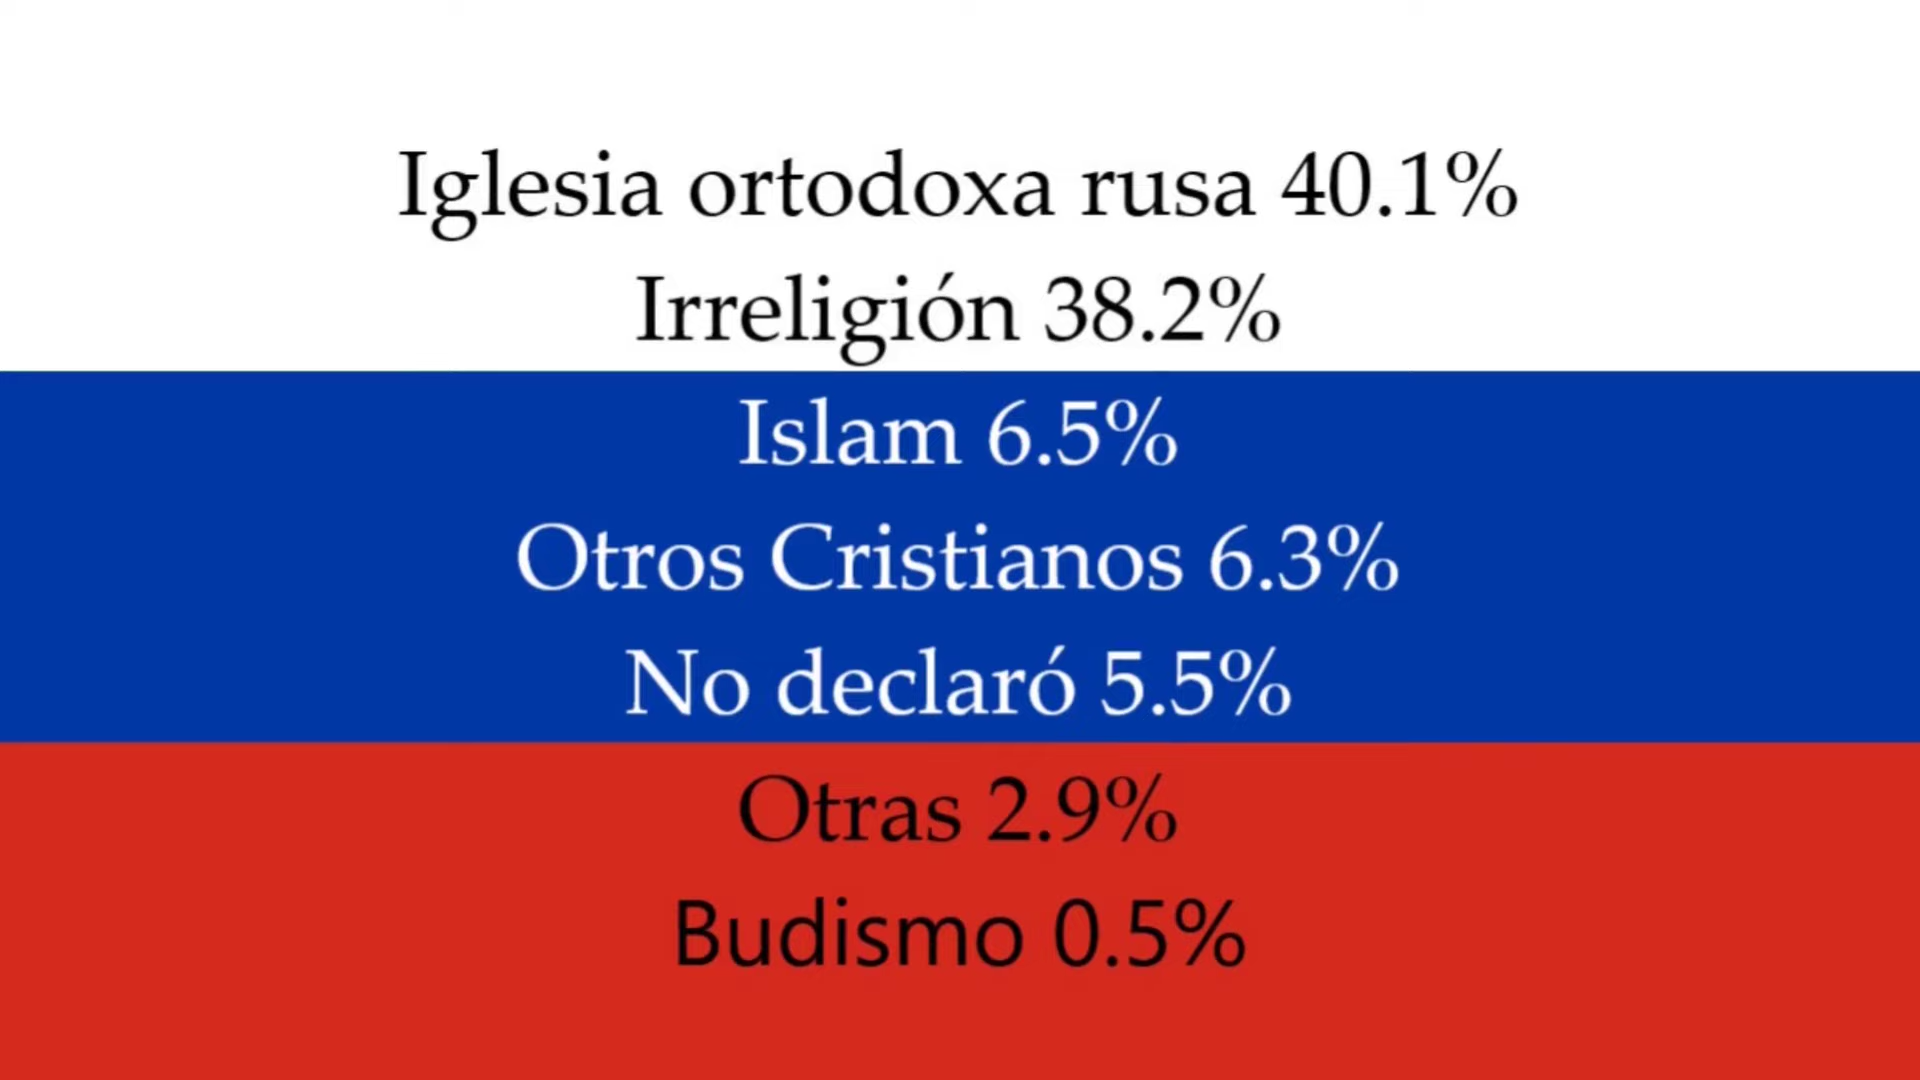 Iglesia ortodoxa rusa 40.1%
Irreligión 38.2%
Islam 6.5%
Otros Cristianos 6.3%
No declaró 5.5%
Otras 2.9%
Budismo 0.5%